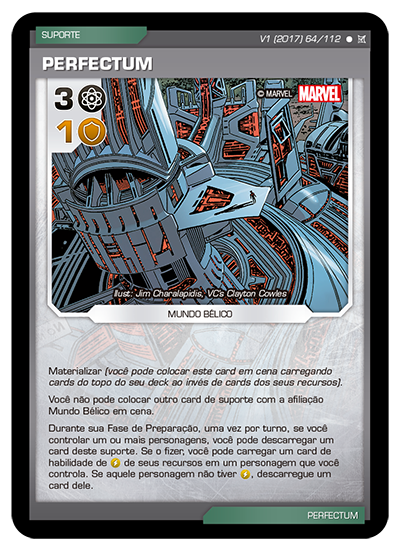 SUPORTE
V1 (2017) 64/112
PERFECTUM
3
© MARVEL MARVEL
1
Ilust: Jim Charalapidis, VC's Clayton Cowles
MUNDO BÉLICO
Materializar (você pode colocar este card em cena carregando
cards do topo do seu deck ao invés de cards dos seus recursos).
Você não pode colocar outro card de suporte com a afiliação
Mundo Bélico em cena.
Durante sua Fase de Preparação, uma vez por turno, se você
controlar um ou mais personagens, você pode descarregar um
card deste suporte. Se o fizer, você pode carregar um card de
habilidade de de seus recursos em um personagem que você
controla. Se aquele personagem não tiver , descarregue um
card dele.
PERFECTUM